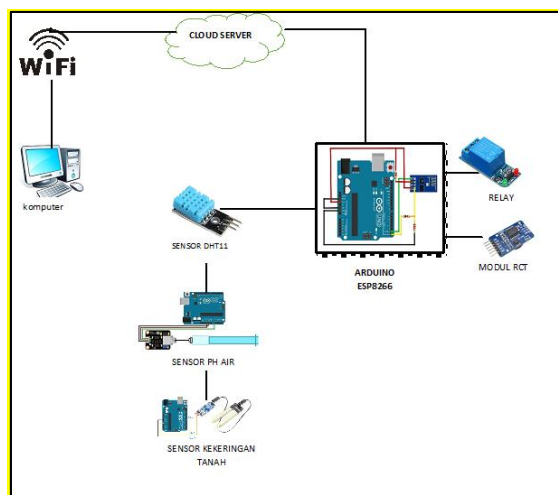 CLOUD SERVER
WiFi
komputer
SENSOR DHT11
RELAY
MODUL RCT
ARDUINO
ESP8266
SENSOR PH AIR
SENSOR KEKERINGAN
TANAH